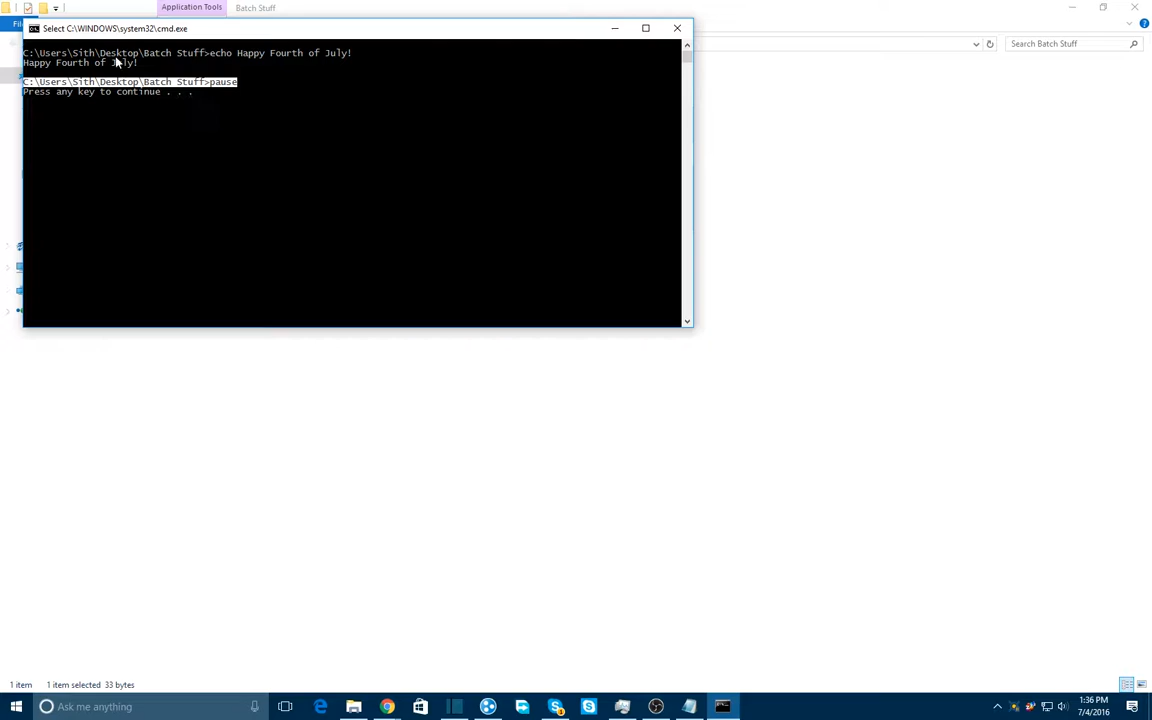 Application Tools
Batch Stuff
Select C:\WINDOWS\system32\cmd.exe
C:\Users\Sith\Desktop\Batch Stuff>echo Happy Fourth of July!
Happy Fourth of July!
C:\Users\Sith\Desktop\Batch Stuff>pause
Press any key to continue . . .
Search Batch Stuff
1 item
1 item selected 33 bytes
Ask me anything
1:36 PM
7/4/2016